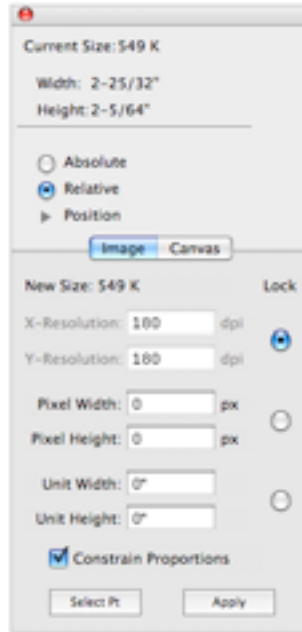 Current Size: 549 K
Width: 2-25/32"
Height: 2-5/64"
Absolute
Relative
Position
Image Canvas
New Size: 549 K Lock
X-Resolution: 180 dpi
Y-Resolution: 180 dpi
Pixel Width: 0 px
Pixel Height: 0 px
Unit Width: 0"
Unit Height: 0"
Constrain Proportions
Select Pt Apply